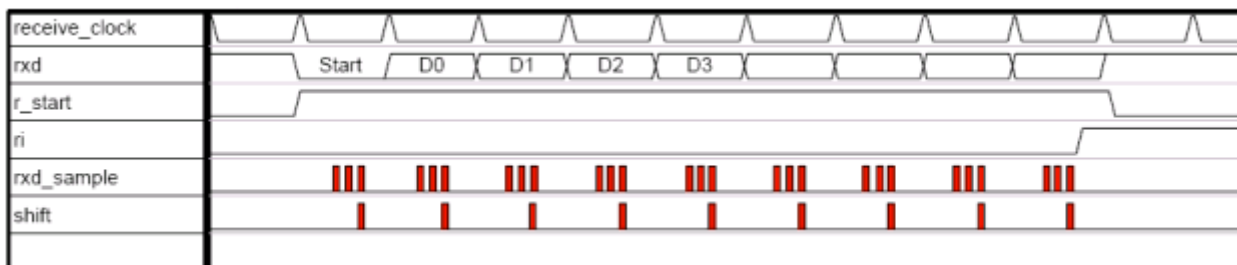 receive_clock
rxd Start D0 D1 D2 D3
r_start
ri
rxd_sample
shift